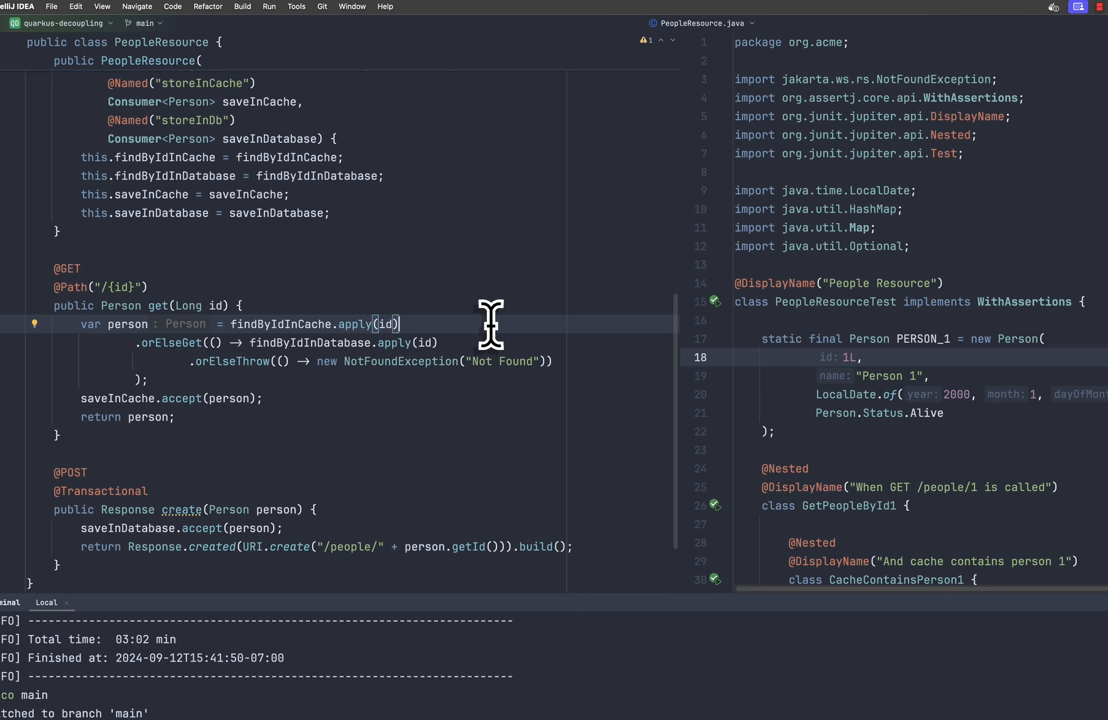 elliJ IDEA File Edit View Navigate Code Refactor Build Run Tools Git Window Help
QD quarkus-decoupling main
PeopleResource.java
public class PeopleResource {
public PeopleResource(
@Named("storeInCache")
Consumer<Person> saveInCache,
@Named("storeInDb")
Consumer<Person> saveInDatabase) {
this.findByIdInCache = findByIdInCache;
this.findByIdInDatabase = findByIdInDatabase;
this.saveInCache = saveInCache;
this.saveInDatabase = saveInDatabase;
}
@GET
@Path("/{id}")
public Person get(Long id) {
var person : Person = findByIdInCache.apply(id)
.orElseGet(() -> findByIdInDatabase.apply(id)
.orElseThrow(() -> new NotFoundException("Not Found"))
);
saveInCache.accept(person);
return person;
}
@POST
@Transactional
public Response create(Person person) {
saveInDatabase.accept(person);
return Response.created(URI.create("/people/" + person.getId())).build();
}
}
1
1 package org.acme;
2
3 import jakarta.ws.rs.NotFoundException;
4 import org.assertj.core.api.WithAssertions;
5 import org.junit.jupiter.api.DisplayName;
6 import org.junit.jupiter.api.Nested;
7 import org.junit.jupiter.api.Test;
8
9 import java.time.LocalDate;
10 import java.util.HashMap;
11 import java.util.Map;
12 import java.util.Optional;
13
14 @DisplayName("People Resource")
15 class PeopleResourceTest implements WithAssertions {
16
17 static final Person PERSON_1 = new Person(
18 id: 1L,
19 name: "Person 1",
20 LocalDate.of( year: 2000, month: 1, dayOfMont
21 Person.Status.Alive
22 );
23
24 @Nested
25 @DisplayName("When GET /people/1 is called")
26 class GetPeopleById1 {
27
28 @Nested
29 @DisplayName("And cache contains person 1")
30 class CacheContainsPerson1 {
minal Local
FO] ------------------------------------------------------------------------
FO] Total time: 03:02 min
FO] Finished at: 2024-09-12T15:41:50-07:00
FO] ------------------------------------------------------------------------
co main
tched to branch 'main'